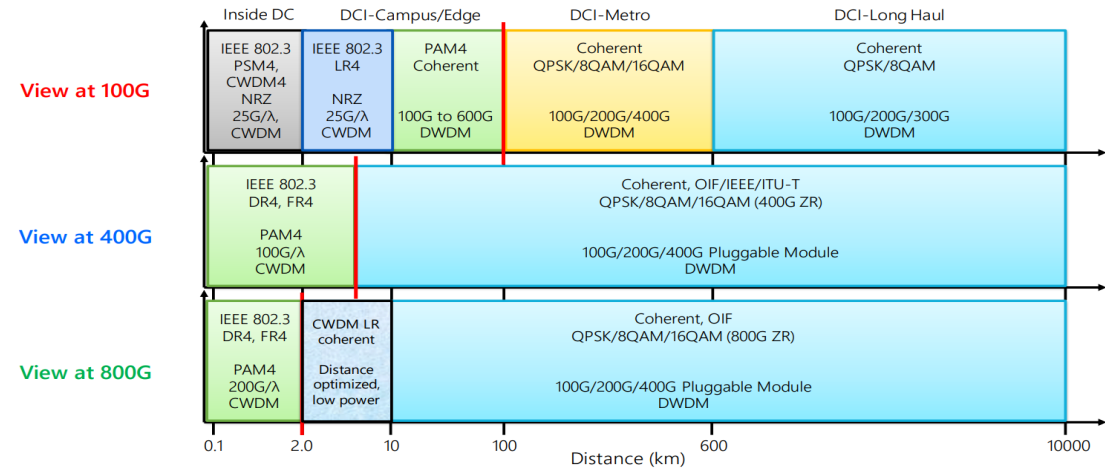 Inside DC
DCI-Campus/Edge
DCI-Metro
DCI-Long Haul
View at 100G
IEEE 802.3
PSM4,
CWDM4
NRZ
25G/λ,
CWDM
IEEE 802.3
LR4
NRZ
25G/λ
CWDM
PAM4
Coherent
100G to 600G
DWDM
Coherent
QPSK/8QAM/16QAM
100G/200G/400G
DWDM
Coherent
QPSK/8QAM
100G/200G/300G
DWDM
View at 400G
IEEE 802.3
DR4, FR4
PAM4
100G/λ
CWDM
Coherent, OIF/IEEE/ITU-T
QPSK/8QAM/16QAM (400G ZR)
100G/200G/400G Pluggable Module
DWDM
View at 800G
IEEE 802.3
DR4, FR4
PAM4
200G/λ
CWDM
CWDM LR
coherent
Distance
optimized,
low power
Coherent, OIF
QPSK/8QAM/16QAM (800G ZR)
100G/200G/400G Pluggable Module
DWDM
0.1
2.0
10
100
600
10000
Distance (km)